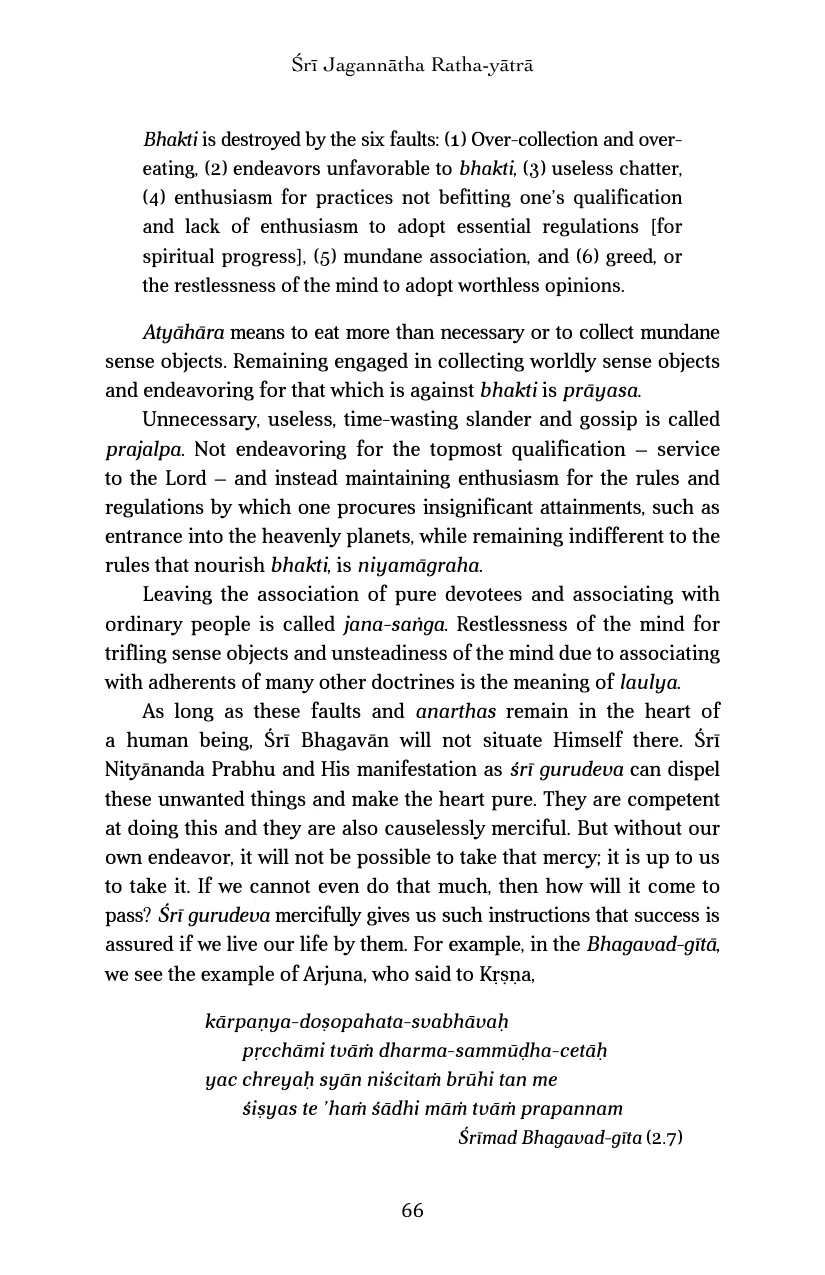 Śrī Jagannātha Ratha-yātrā
Bhakti is destroyed by the six faults: (1) Over-collection and over-
eating, (2) endeavors unfavorable to bhakti, (3) useless chatter,
(4) enthusiasm for practices not befitting one’s qualification
and lack of enthusiasm to adopt essential regulations [for
spiritual progress], (5) mundane association, and (6) greed, or
the restlessness of the mind to adopt worthless opinions.
Atyāhāra means to eat more than necessary or to collect mundane
sense objects. Remaining engaged in collecting worldly sense objects
and endeavoring for that which is against bhakti is prāyasa.
Unnecessary, useless, time-wasting slander and gossip is called
prajalpa. Not endeavoring for the topmost qualification – service
to the Lord – and instead maintaining enthusiasm for the rules and
regulations by which one procures insignificant attainments, such as
entrance into the heavenly planets, while remaining indifferent to the
rules that nourish bhakti, is niyamāgraha.
Leaving the association of pure devotees and associating with
ordinary people is called jana-saṅga. Restlessness of the mind for
trifling sense objects and unsteadiness of the mind due to associating
with adherents of many other doctrines is the meaning of laulya.
As long as these faults and anarthas remain in the heart of
a human being, Śrī Bhagavān will not situate Himself there. Śrī
Nityānanda Prabhu and His manifestation as śrī gurudeva can dispel
these unwanted things and make the heart pure. They are competent
at doing this and they are also causelessly merciful. But without our
own endeavor, it will not be possible to take that mercy; it is up to us
to take it. If we cannot even do that much, then how will it come to
pass? Śrī gurudeva mercifully gives us such instructions that success is
assured if we live our life by them. For example, in the Bhagavad-gītā,
we see the example of Arjuna, who said to Kṛṣṇa,
kārpaṇya-doṣopahata-svabhāvaḥ
pṛcchāmi tvāṁ dharma-sammūḍha-cetāḥ
yac chreyaḥ syān niścitaṁ brūhi tan me
śiṣyas te ’haṁ śādhi māṁ tvāṁ prapannam
Śrīmad Bhagavad-gīta (2.7)
66